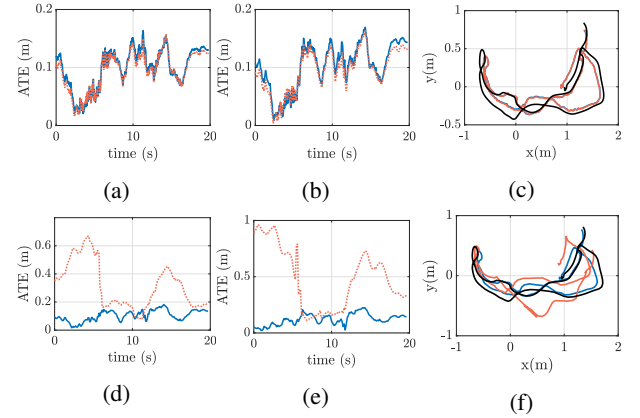 0.2
0.1
0
ATE (m)
0 10 20
time (s)
(a)
0.2
0.1
0
ATE (m)
0 10 20
time (s)
(b)
1
0.5
0
-0.5
y(m)
-1 0 1 2
x(m)
(c)
0.6
0.4
0.2
0
ATE (m)
0 10 20
time (s)
(d)
1
0.5
0
ATE (m)
0 10 20
time (s)
(e)
1
0
-1
y(m)
-1 0 1 2
x(m)
(f)